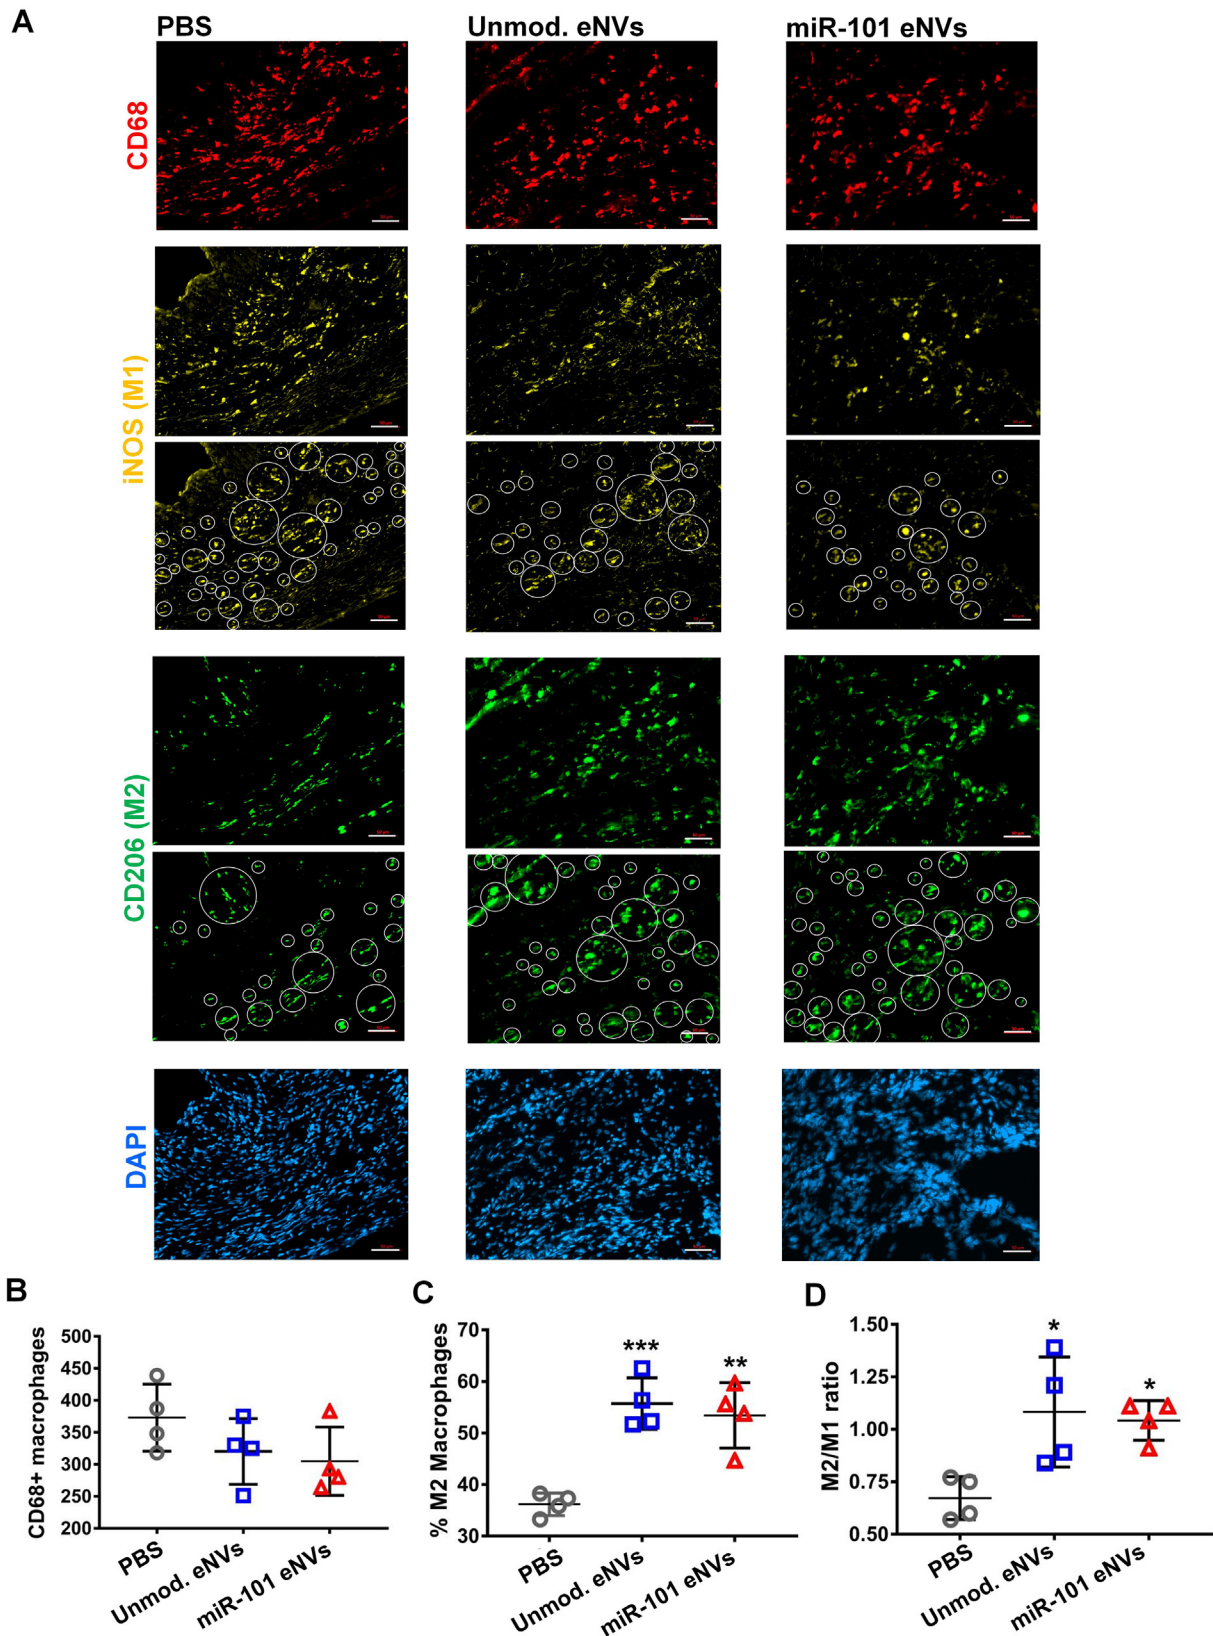 A
PBS
Unmod. eNVs
miR-101 eNVs
CD68
iNOS (M1)
CD206 (M2)
DAPI
B
CD68+ macrophages
500
450
400
350
300
250
200
PBS
Unmod. eNVs
miR-101 eNVs
C
% M2 Macrophages
70
60
50
40
30
***
**
PBS
Unmod. eNVs
miR-101 eNVs
D
M2/M1 ratio
1.50
1.25
1.00
0.75
0.50
*
*
PBS
Unmod. eNVs
miR-101 eNVs